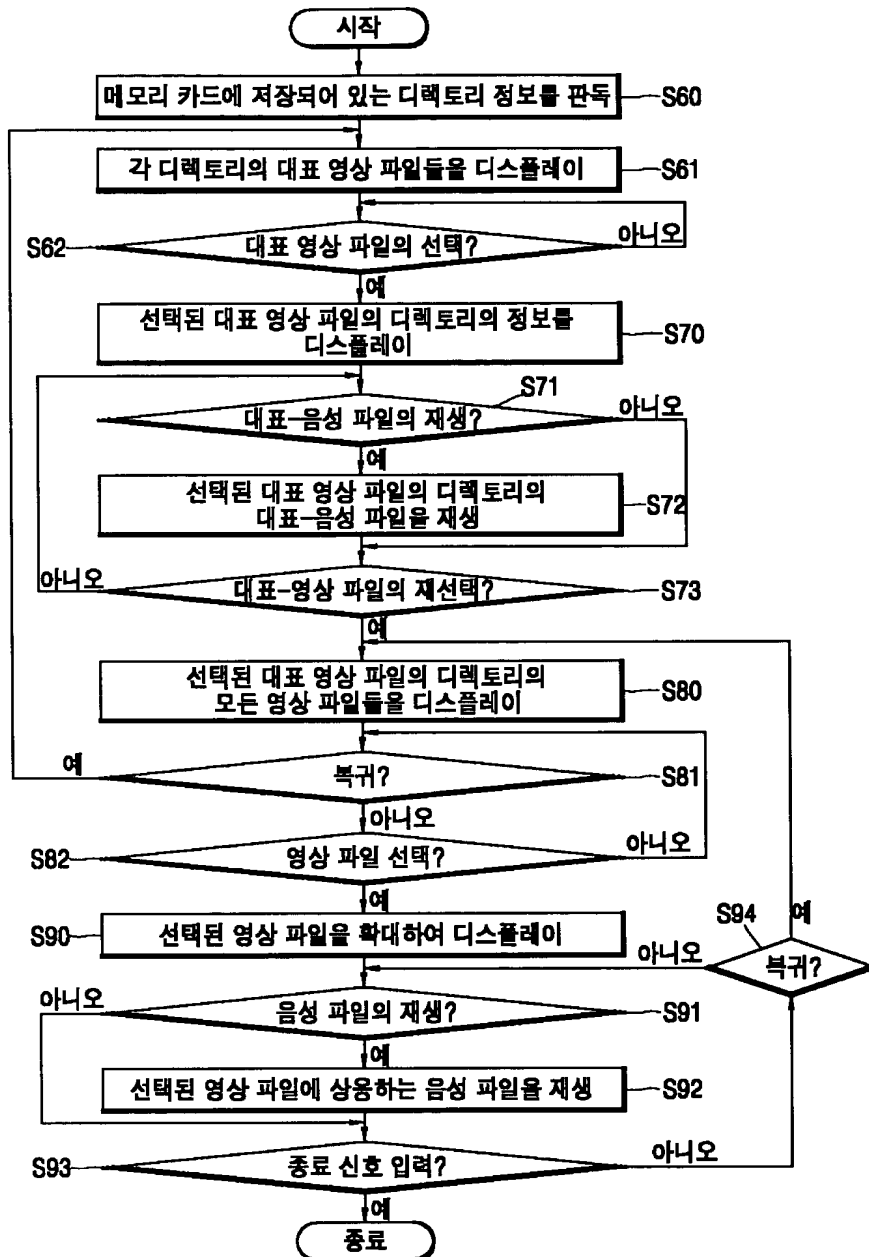 시작
메모리 카드에 저장되어 있는 디렉토리 정보를 판독
S60
각 디렉토리의 대표 영상 파일들을 디스플레이
S61
S62
대표 영상 파일의 선택?
아니오
예
선택된 대표 영상 파일의 디렉토리의 정보를
디스플레이
S70
S71
대표-음성 파일의 재생?
아니오
예
선택된 대표 영상 파일의 디렉토리의
대표-음성 파일을 재생
S72
아니오
대표-영상 파일의 재선택?
S73
예
선택된 대표 영상 파일의 디렉토리의
모든 영상 파일들을 디스플레이
S80
예
복귀?
S81
아니오
S82
영상 파일 선택?
아니오
예
S90
선택된 영상 파일을 확대하여 디스플레이
S94
예
아니오
복귀?
아니오
음성 파일의 재생?
S91
예
선택된 영상 파일에 상응하는 음성 파일을 재생
S92
S93
종료 신호 입력?
아니오
예
종료